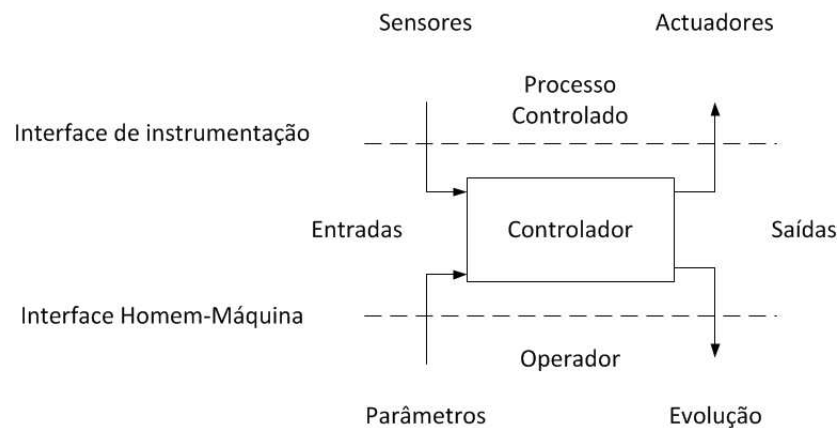 Sensores
Actuadores
Processo
Controlado
Interface de instrumentação
Entradas
Controlador
Saídas
Interface Homem-Máquina
Operador
Parâmetros
Evolução